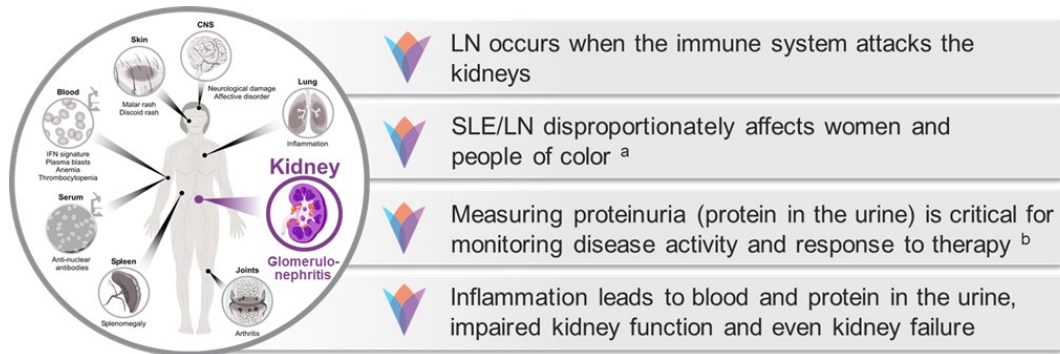 CNS
Skin
Neurological damage
Affective disorder
Lung
Malar rash
Discoid rash
Inflammation
Blood
IFN signature
Plasma blasts
Anemia
Thrombocytopenia
Kidney
Glomerulo-
nephritis
Serum
Anti-nuclear
antibodies
Spleen
Splenomegaly
Joints
Arthritis
LN occurs when the immune system attacks the
kidneys
SLE/LN disproportionately affects women and
people of color a
Measuring proteinuria (protein in the urine) is critical for
monitoring disease activity and response to therapy b
Inflammation leads to blood and protein in the urine,
impaired kidney function and even kidney failure